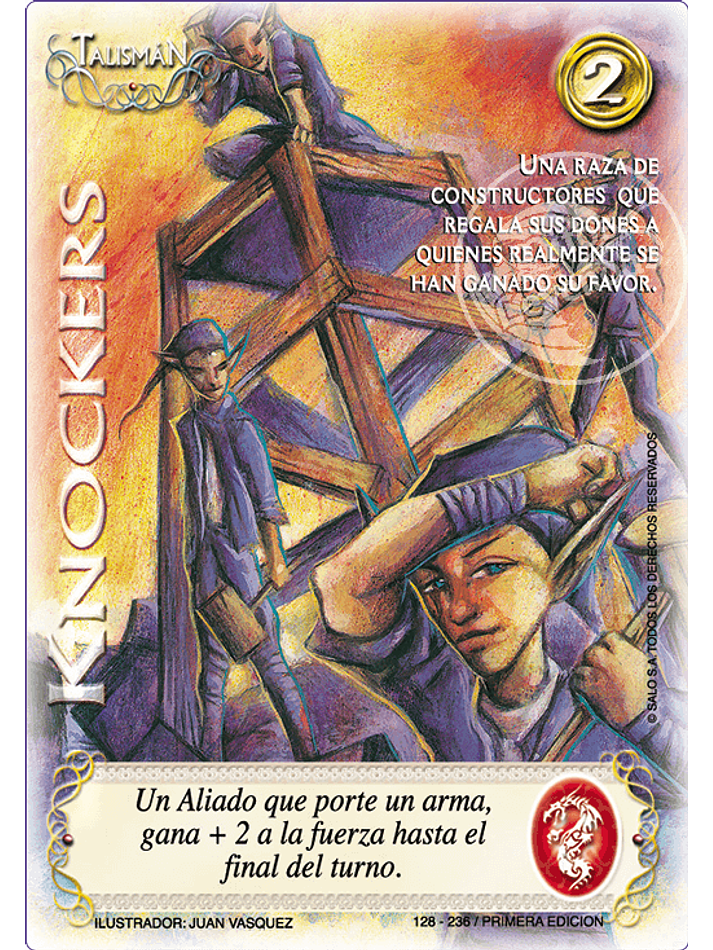 TALISMÁN
2
UNA RAZA DE
CONSTRUCTORES QUE
REGALA SUS DONES A
QUIENES REALMENTE SE
HAN GANADO SU FAVOR.
KNOCKERS
© SALO S.A. TODOS LOS DERECHOS RESERVADOS
Un Aliado que porte un arma,
gana + 2 a la fuerza hasta el
final del turno.
ILUSTRADOR: JUAN VASQUEZ
128 - 236 / PRIMERA EDICION